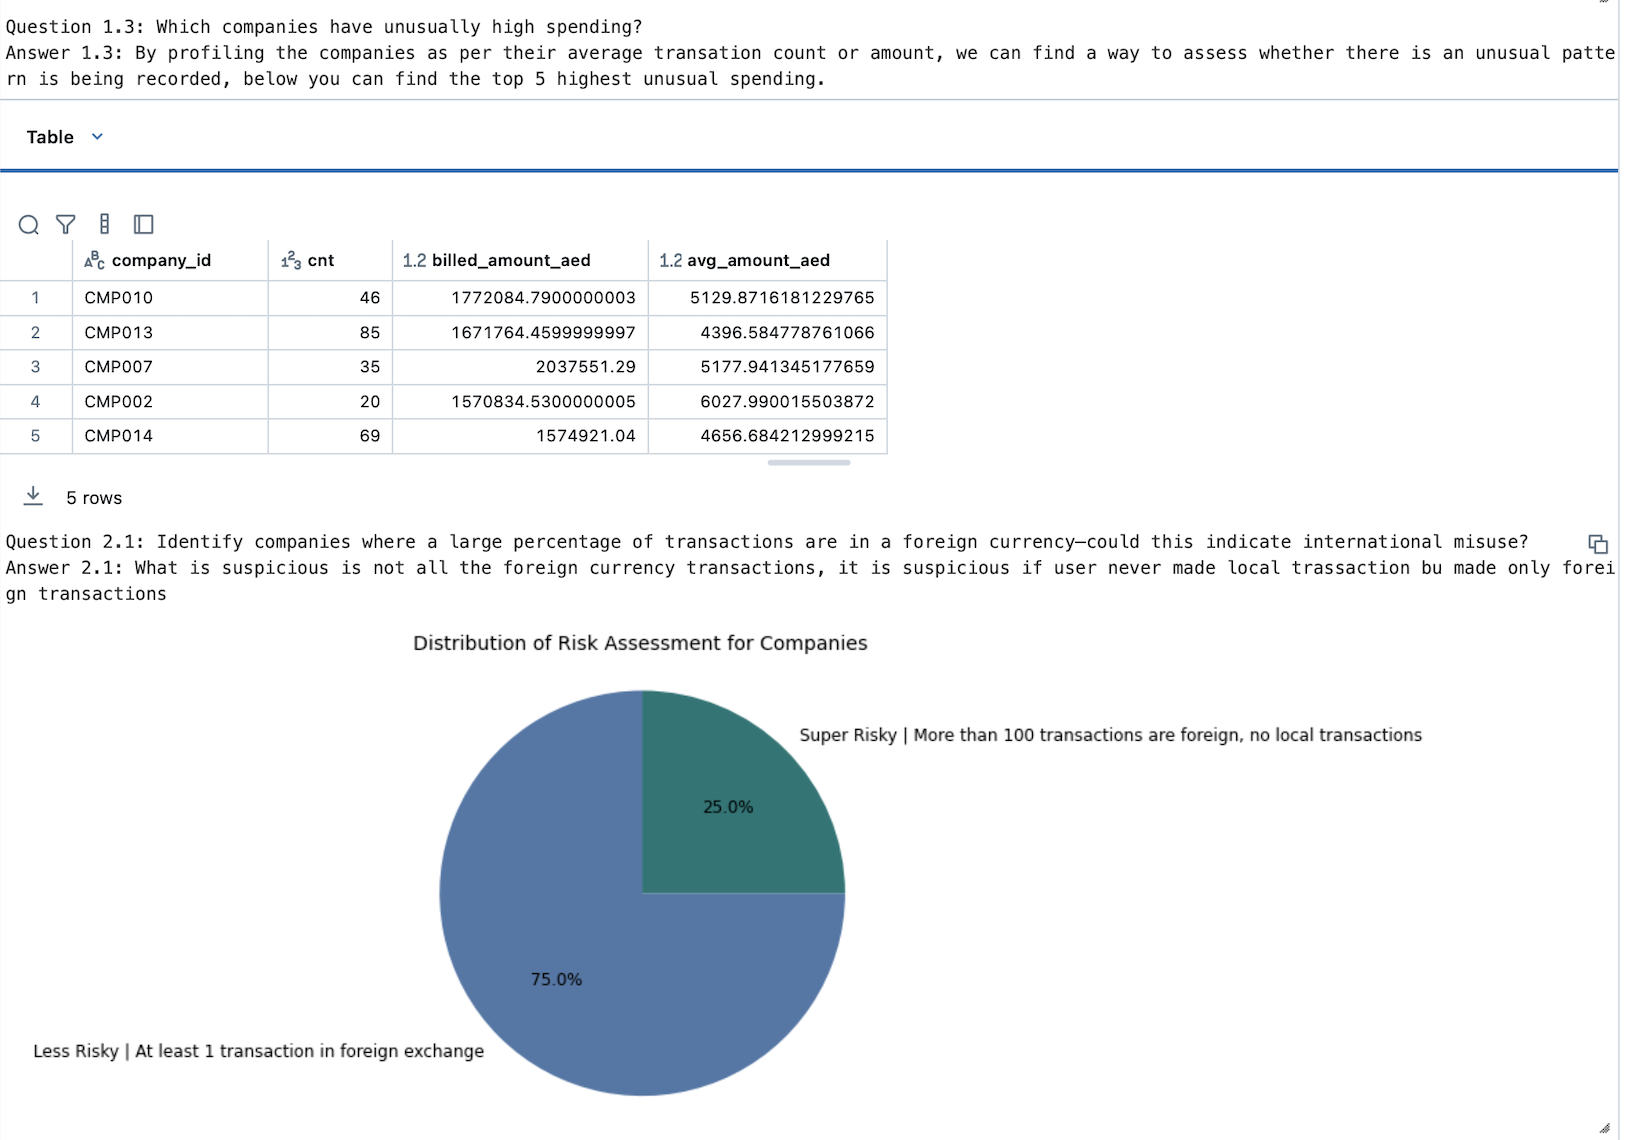 Question 1.3: Which companies have unusually high spending?
Answer 1.3: By profiling the companies as per their average transation count or amount, we can find a way to assess whether there is an unusual patte
rn is being recorded, below you can find the top 5 highest unusual spending.
Table
company_id cnt 1.2 billed_amount_aed 1.2 avg_amount_aed
1 CMP010 46 1772084.7900000003 5129.8716181229765
2 CMP013 85 1671764.4599999997 4396.584778761066
3 CMP007 35 2037551.29 5177.941345177659
4 CMP002 20 1570834.5300000005 6027.990015503872
5 CMP014 69 1574921.04 4656.684212999215
5 rows
Question 2.1: Identify companies where a large percentage of transactions are in a foreign currency—could this indicate international misuse?
Answer 2.1: What is suspicious is not all the foreign currency transactions, it is suspicious if user never made local trassaction bu made only forei
gn transactions
Distribution of Risk Assessment for Companies
Super Risky | More than 100 transactions are foreign, no local transactions
25.0%
75.0%
Less Risky | At least 1 transaction in foreign exchange